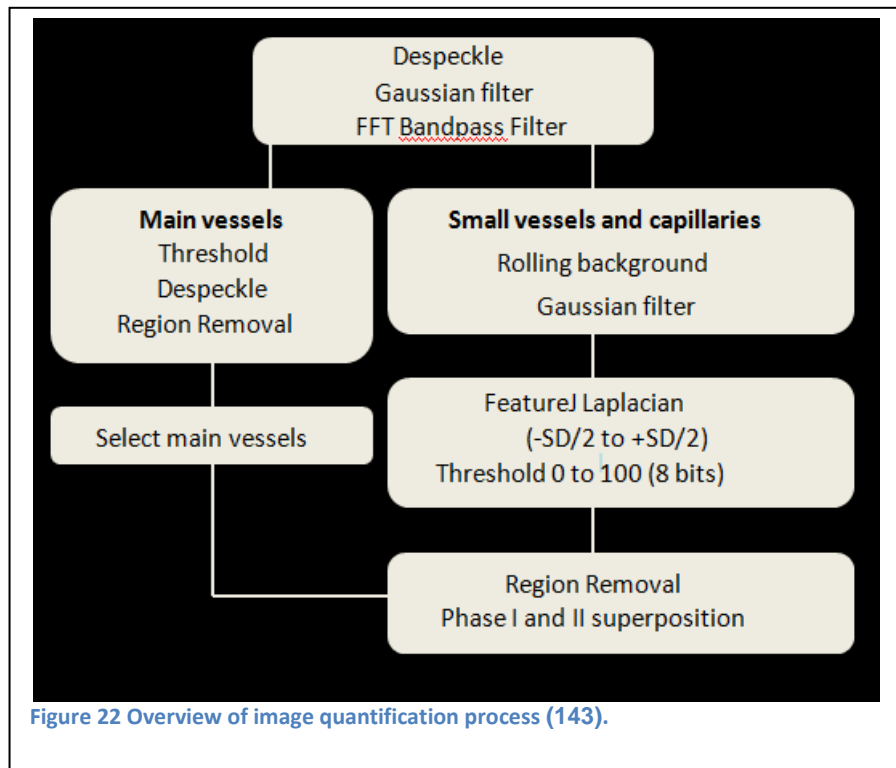 Despeckle
Gaussian filter
FFT Bandpass Filter
Main vessels
Threshold
Despeckle
Region Removal
Small vessels and capillaries
Rolling background
Gaussian filter
Select main vessels
FeatureJ Laplacian
(-SD/2 to +SD/2)
Threshold 0 to 100 (8 bits)
Region Removal
Phase I and II superposition
Figure 22 Overview of image quantification process (143).